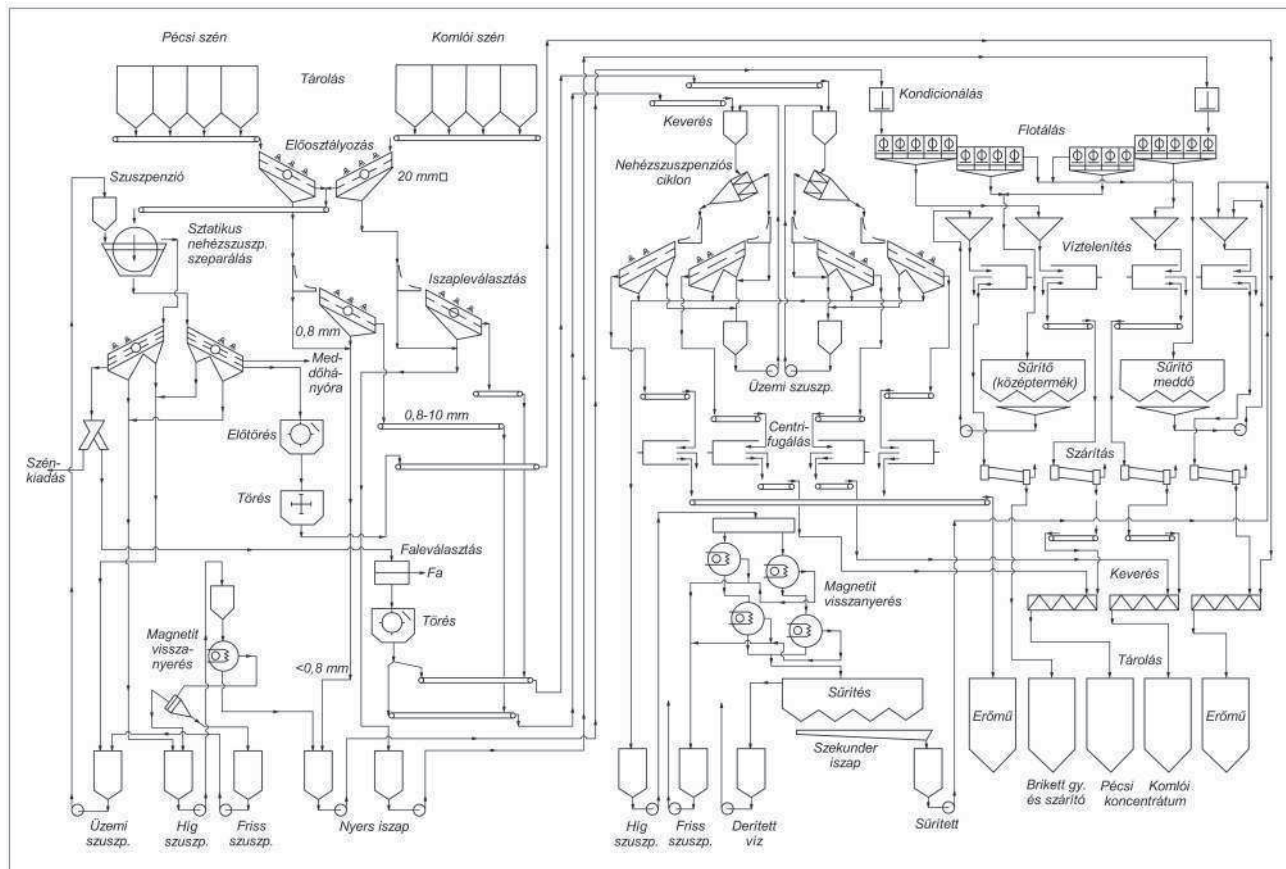 Pécsi szén
Komlói szén
Tárolás
Előosztályozás
20 mm□
Szuszpenzió
Sztatikus
nehézszuszp.
szeparálás
Iszapleválasztás
0,8 mm
Med-
dőhá-
nyóra
0,8-10 mm
Előtörés
Szén-
kiadás
Törés
Faleválasztás
Fa
Törés
Magnetit
vissza-
nyerés
<0,8 mm
Üzemi
szuszp.
Híg
szuszp.
Friss
szuszp.
Nyers iszap
Keverés
Nehézszuszpenziós
ciklon
Üzemi szuszp.
Centri-
fugálás
Magnetit
visszanyerés
Sűrítés
Szekunder
iszap
Híg
szuszp.
Friss
szuszp.
Derített
víz
Sűrített
Kondicionálás
Flotálás
Víztelenítés
Sűrítő
(középtermék)
Sűrítő
meddő
Szárítás
Keverés
Tárolás
Erőmű
Erőmű
Brikett gy.
és szárító
Pécsi
Komlói
koncentrátum